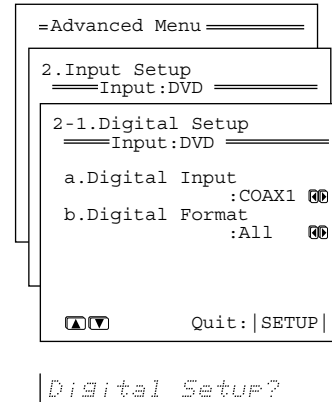 Advanced Menu
2.Input Setup
Input:DVD
2-1.Digital Setup
Input:DVD
a.Digital Input
:COAX1
b.Digital Format
:All
Quit:|SETUP|
Digital Setup?